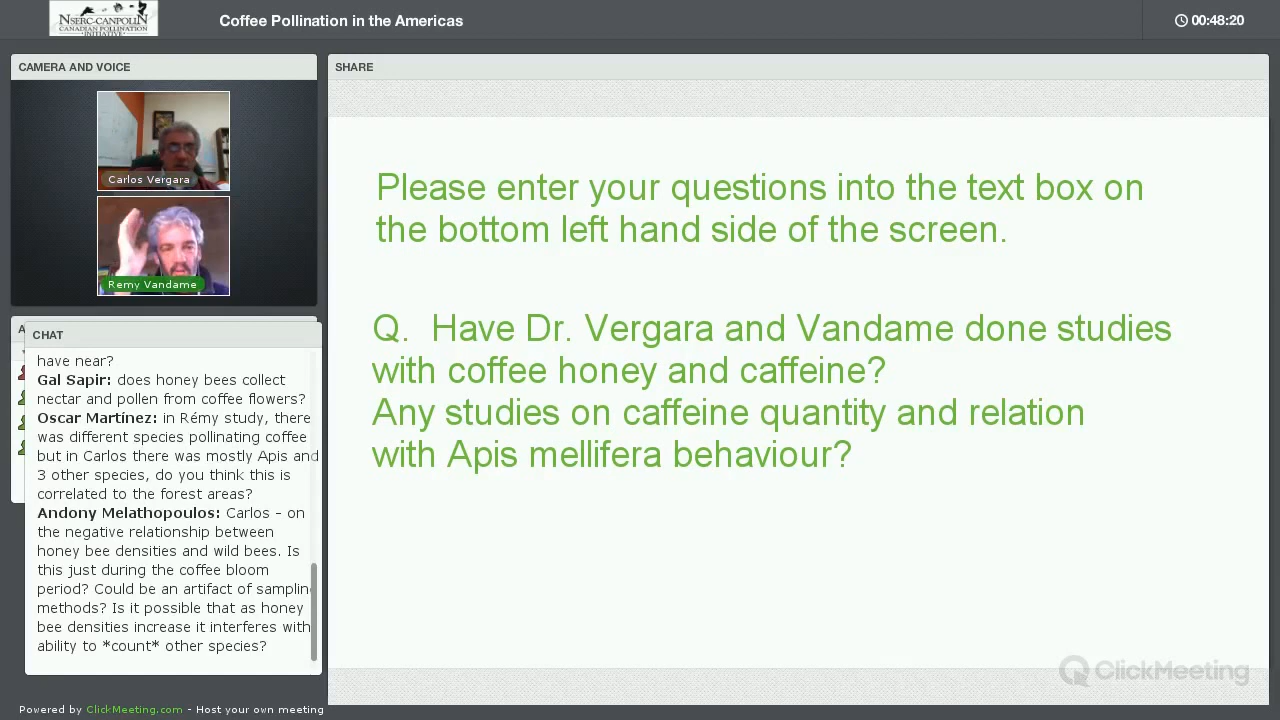 NSERC-CANPOLIN
CANADIAN POLLINATION
INITIATIVE
Coffee Pollination in the Americas
00:48:20
CAMERA AND VOICE
Carlos Vergara
Remy Vandame
A
CHAT
have near?
Gal Sapir: does honey bees collect
nectar and pollen from coffee flowers?
Oscar Martínez: in Rémy study, there
was different species pollinating coffee
but in Carlos there was mostly Apis and
3 other species, do you think this is
correlated to the forest areas?
Andony Melathopoulos: Carlos - on
the negative relationship between
honey bee densities and wild bees. Is
this just during the coffee bloom
period? Could be an artifact of samplin
methods? Is it possible that as honey
bee densities increase it interferes with
ability to *count* other species?
SHARE
Please enter your questions into the text box on
the bottom left hand side of the screen.
Q. Have Dr. Vergara and Vandame done studies
with coffee honey and caffeine?
Any studies on caffeine quantity and relation
with Apis mellifera behaviour?
ClickMeeting
Powered by ClickMeeting.com - Host your own meeting